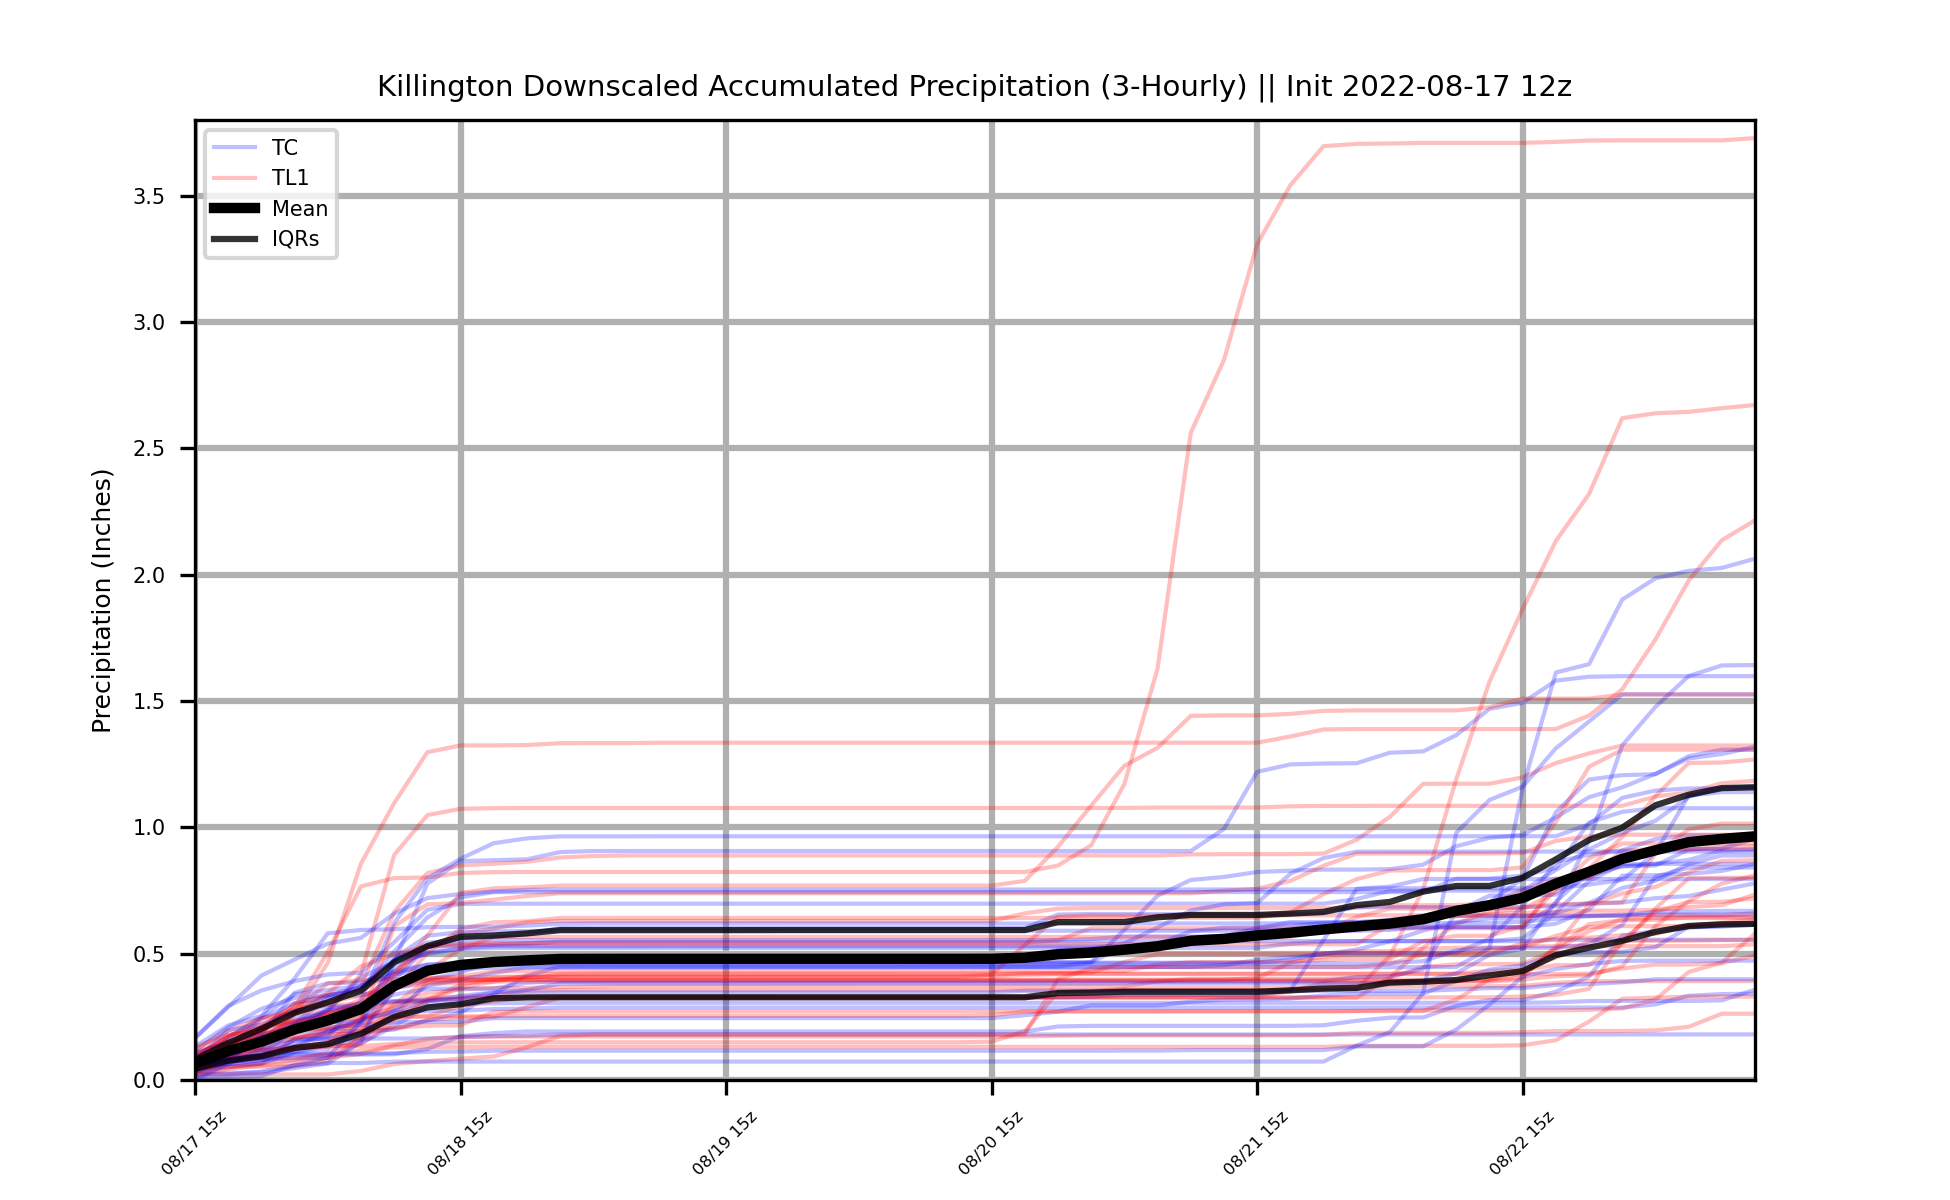 Killington Downscaled Accumulated Precipitation (3-Hourly) || Init 2022-08-17 12z
TC
TL1
Mean
IQRs
Precipitation (Inches)
3.5
3.0
2.5
2.0
1.5
1.0
0.5
0.0
08/17 15z
08/18 15z
08/19 15z
08/20 15z
08/21 15z
08/22 15z